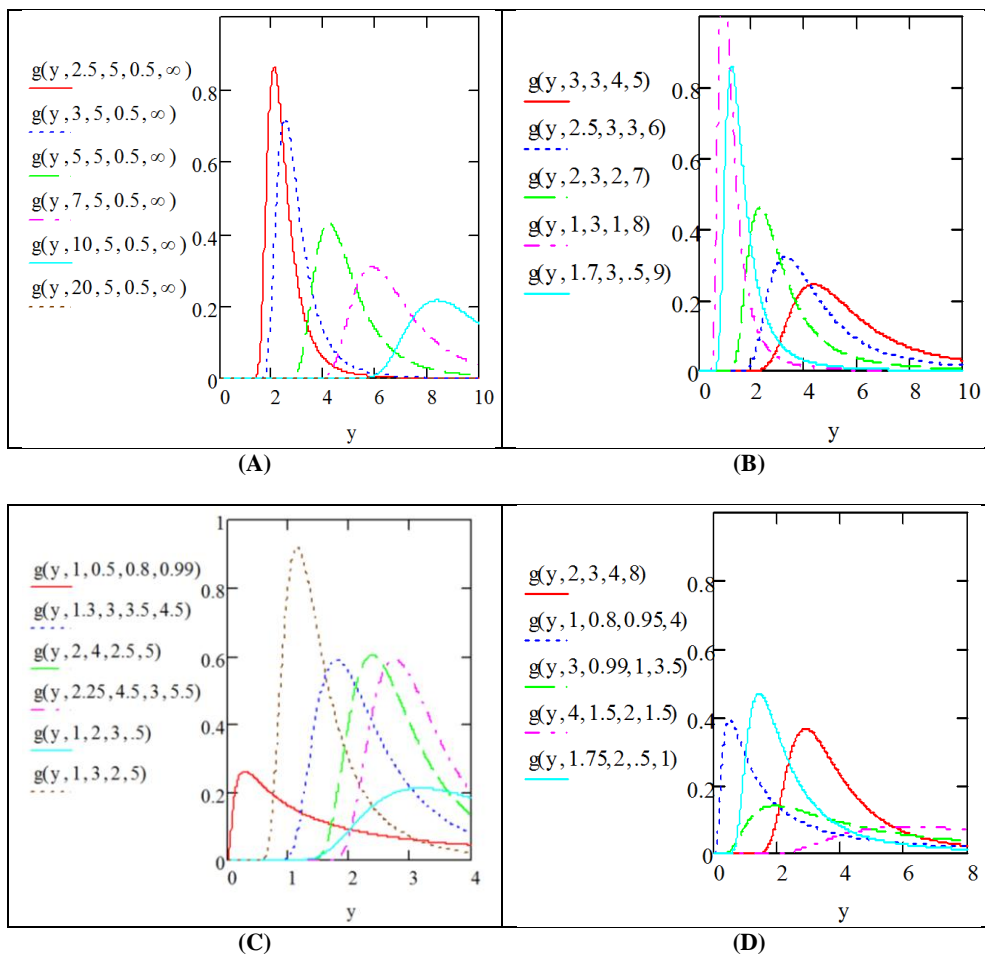 g(y,2.5,5,0.5,∞)
g(y,3,5,0.5,∞)
g(y,5,5,0.5,∞)
g(y,7,5,0.5,∞)
g(y,10,5,0.5,∞)
g(y,20,5,0.5,∞)
0.8
0.6
0.4
0.2
0
0 2 4 6 8 10
y
(A)
g(y,3,3,4,5)
g(y,2.5,3,3,6)
g(y,2,3,2,7)
g(y,1,3,1,8)
g(y,1.7,3,.5,9)
0.8
0.6
0.4
0.2
0
0 2 4 6 8 10
y
(B)
g(y,1,0.5,0.8,0.99)
g(y,1.3,3,3.5,4.5)
g(y,2,4,2.5,5)
g(y,2.25,4.5,3,5.5)
g(y,1,2,3,.5)
g(y,1,3,2,5)
1
0.8
0.6
0.4
0.2
0
0 1 2 3 4
y
(C)
g(y,2,3,4,8)
g(y,1,0.8,0.95,4)
g(y,3,0.99,1,3.5)
g(y,4,1.5,2,1.5)
g(y,1.75,2,.5,1)
0.8
0.6
0.4
0.2
0
0 2 4 6 8
y
(D)